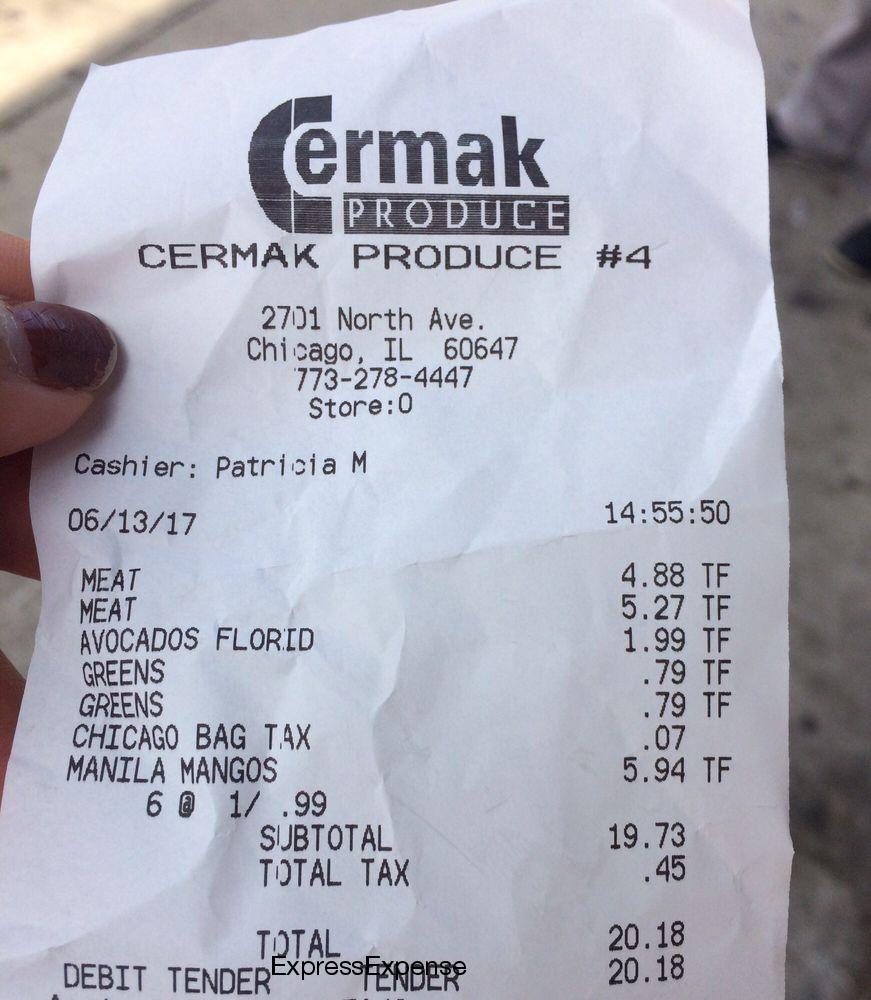 Cermak
PRODUCE
CERMAK PRODUCE #4
2701 North Ave.
Chicago, IL 60647
773-278-4447
Store:0
Cashier: Patricia M
06/13/17 14:55:50
MEAT 4.88 TF
MEAT 5.27 TF
AVOCADOS FLORID 1.99 TF
GREENS .79 TF
GREENS .79 TF
CHICAGO BAG TAX .07
MANILA MANGOS 5.94 TF
6 @ 1/ .99
SUBTOTAL 19.73
TOTAL TAX .45
TOTAL 20.18
DEBIT TENDER TENDER 20.18
ExpressExpense